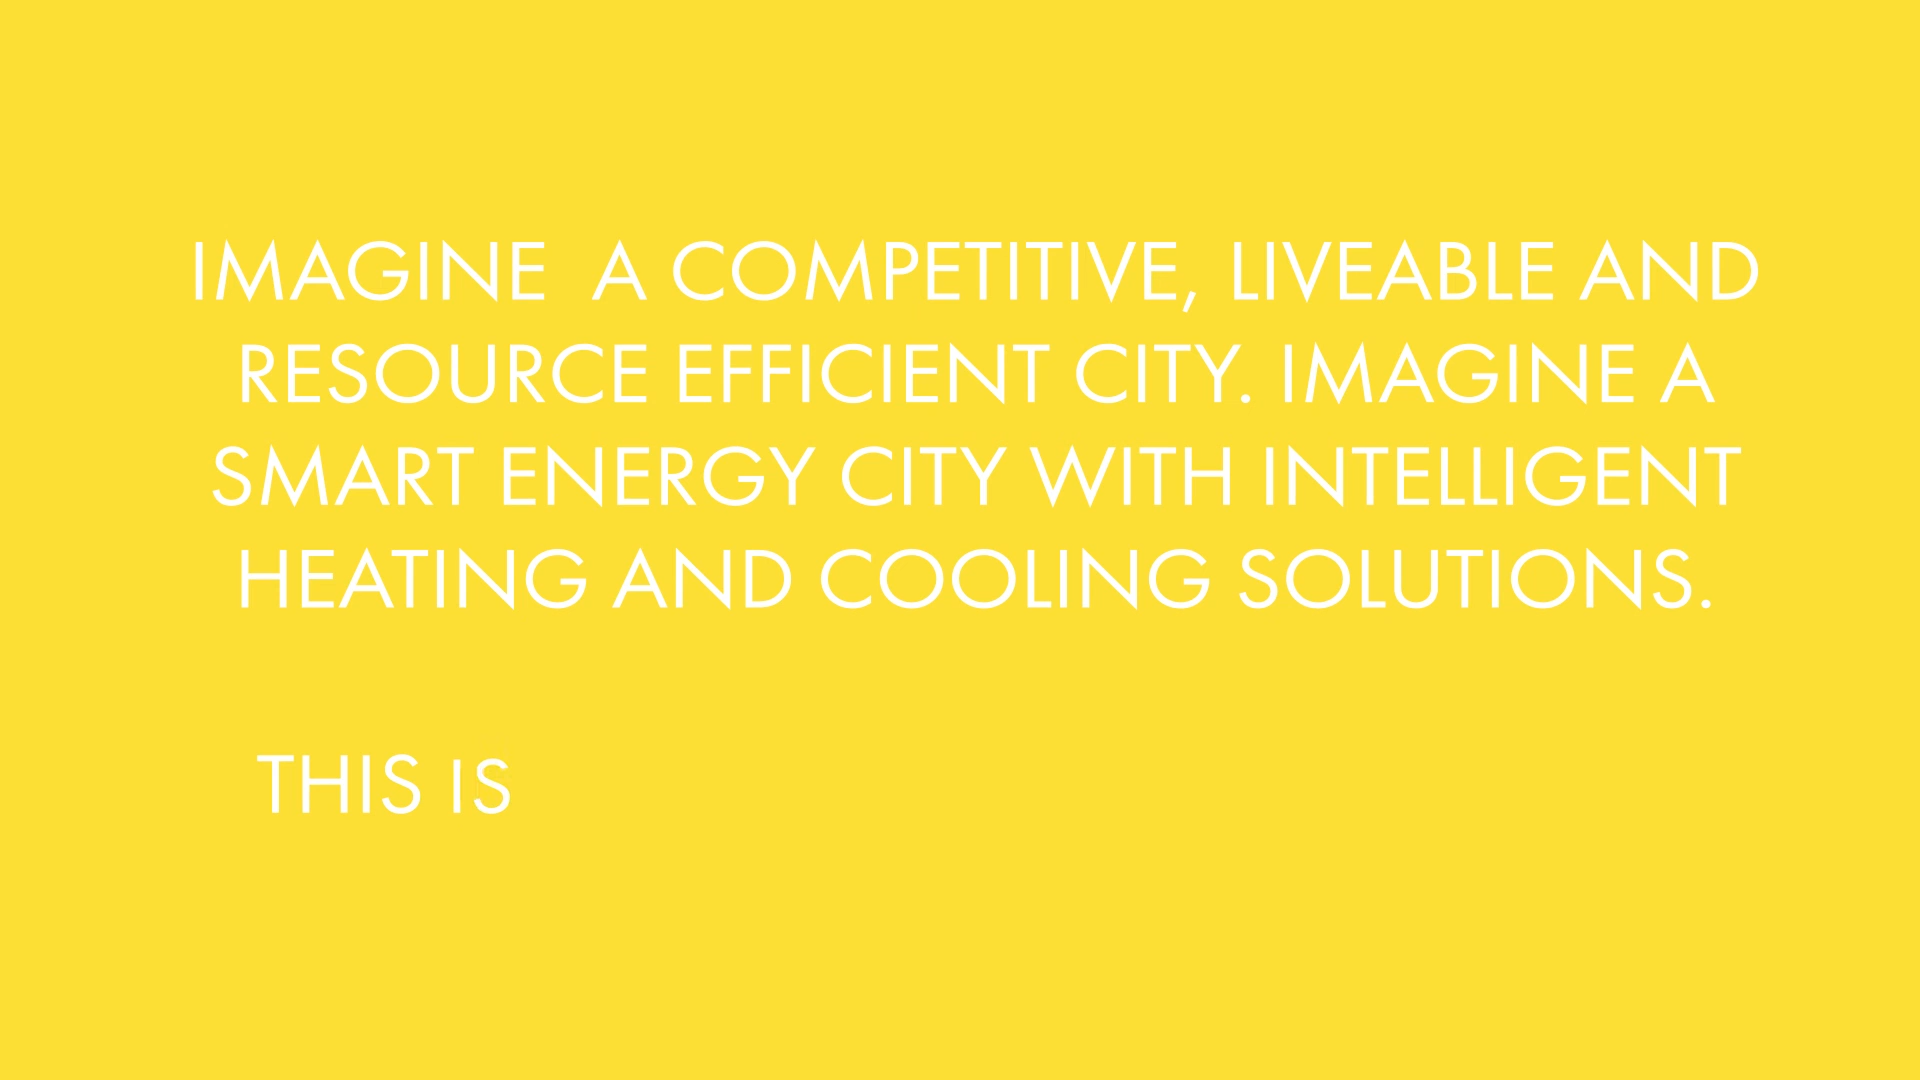 IMAGINE  A COMPETITIVE, LIVEABLE AND
RESOURCE EFFICIENT CITY. IMAGINE A
SMART ENERGY CITY WITH INTELLIGENT
HEATING AND COOLING SOLUTIONS.
THIS IS